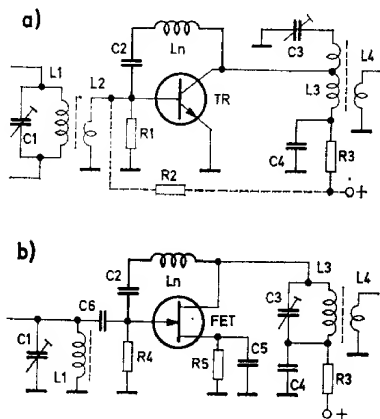 a)
Ln
C2
C3
L1
L2
L4
TR
L3
C1
R1
C4
R3
R2
+
b)
C2
Ln
L3
L4
C6
C3
FET
C1
C5
L1
R4
R5
C4
R3
+